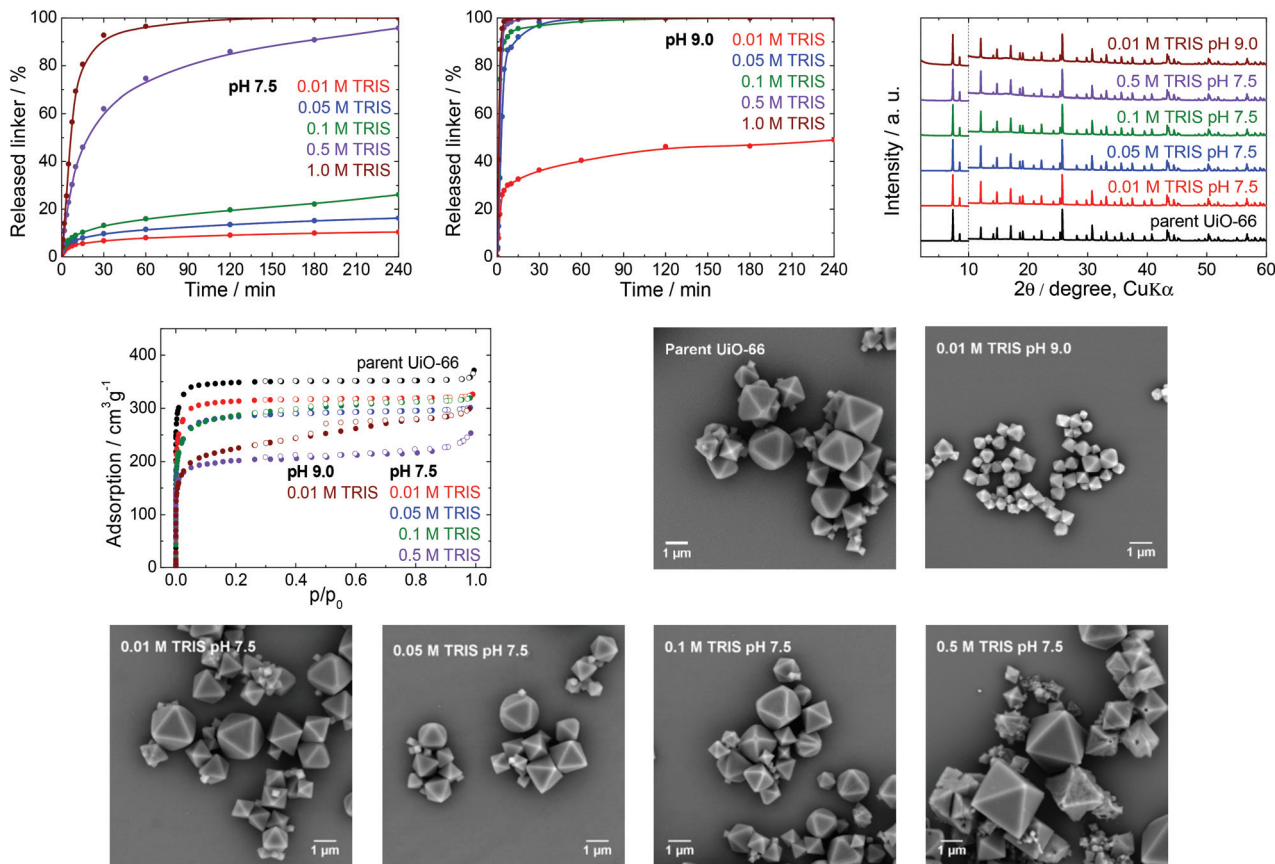 Released linker / %
100
80
60
40
20
0
pH 7.5
0.01 M TRIS
0.05 M TRIS
0.1 M TRIS
0.5 M TRIS
1.0 M TRIS
0 30 60 90 120 150 180 210 240
Time / min
Released linker / %
100
80
60
40
20
0
pH 9.0
0.01 M TRIS
0.05 M TRIS
0.1 M TRIS
0.5 M TRIS
1.0 M TRIS
0 30 60 90 120 150 180 210 240
Time / min
Intensity / a. u.
0.01 M TRIS pH 9.0
0.5 M TRIS pH 7.5
0.1 M TRIS pH 7.5
0.05 M TRIS pH 7.5
0.01 M TRIS pH 7.5
parent UiO-66
10 20 30 40 50 60
2θ / degree, CuKα
Adsorption / cm³g⁻¹
400
300
200
100
0
parent UiO-66
pH 9.0 pH 7.5
0.01 M TRIS 0.01 M TRIS
0.05 M TRIS
0.1 M TRIS
0.5 M TRIS
0.0 0.2 0.4 0.6 0.8 1.0
p/p₀
Parent UiO-66
1 µm
0.01 M TRIS pH 9.0
1 µm
0.01 M TRIS pH 7.5
1 µm
0.05 M TRIS pH 7.5
1 µm
0.1 M TRIS pH 7.5
1 µm
0.5 M TRIS pH 7.5
1 µm